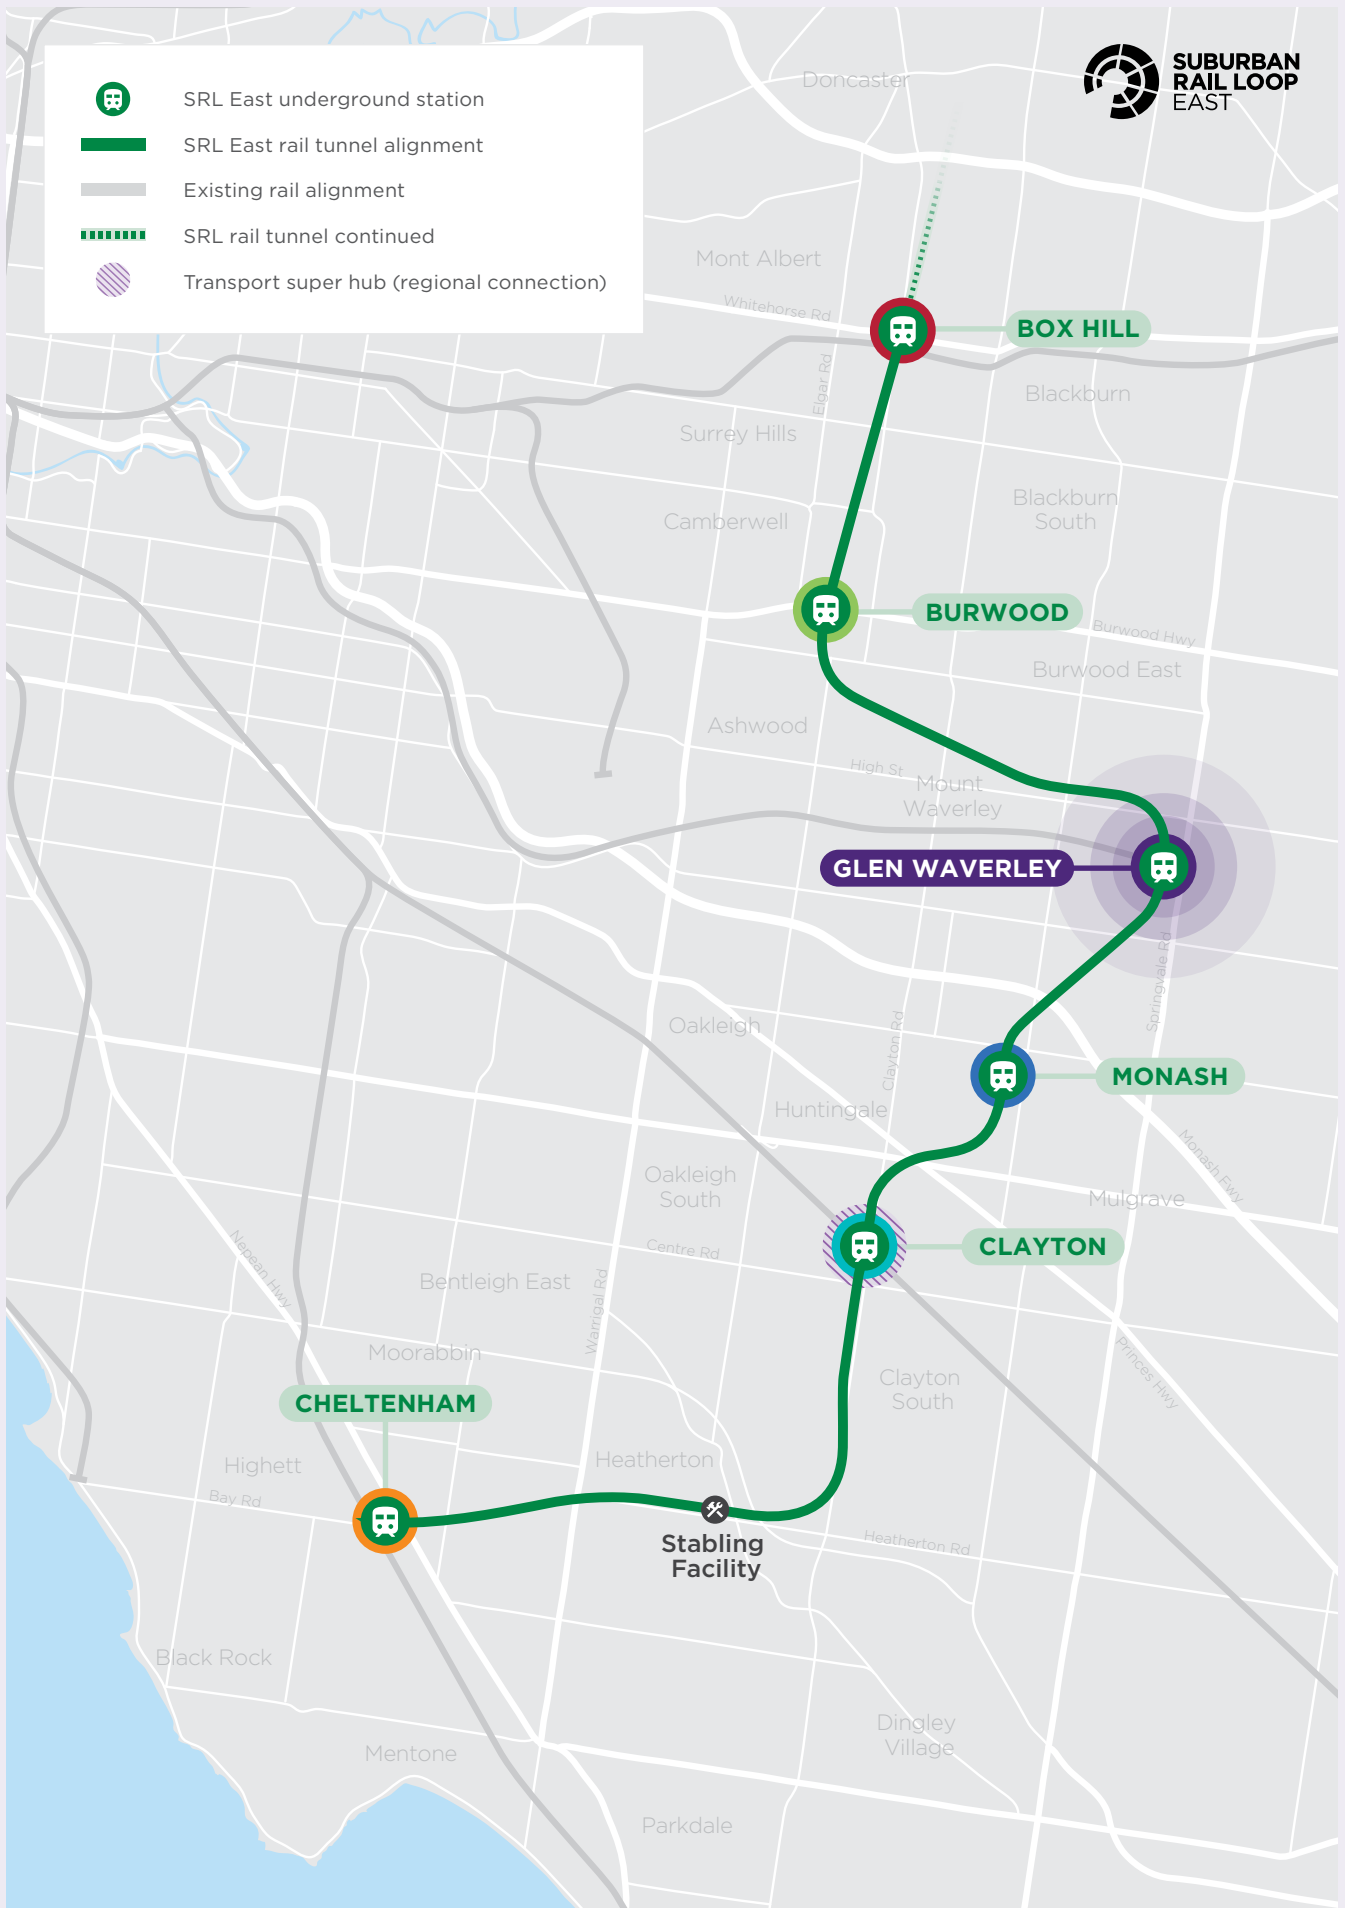 SUBURBAN
RAIL LOOP
EAST
SRL East underground station
SRL East rail tunnel alignment
Existing rail alignment
SRL rail tunnel continued
Transport super hub (regional connection)
Doncaster
Mont Albert
Whitehorse Rd
BOX HILL
Elgar Rd
Blackburn
Surrey Hills
Blackburn
South
Camberwell
BURWOOD
Burwood Hwy
Burwood East
Ashwood
High St
Mount
Waverley
GLEN WAVERLEY
Springvale Rd
Oakleigh
Clayton Rd
MONASH
Huntingale
Monash Fwy
Oakleigh
South
Mulgrave
Centre Rd
CLAYTON
Nepean Hwy
Bentleigh East
Warrigal Rd
Moorabbin
Princes Hwy
Clayton
South
CHELTENHAM
Highett
Heatherton
Bay Rd
Stabling
Facility
Heatherton Rd
Black Rock
Dingley
Village
Mentone
Parkdale